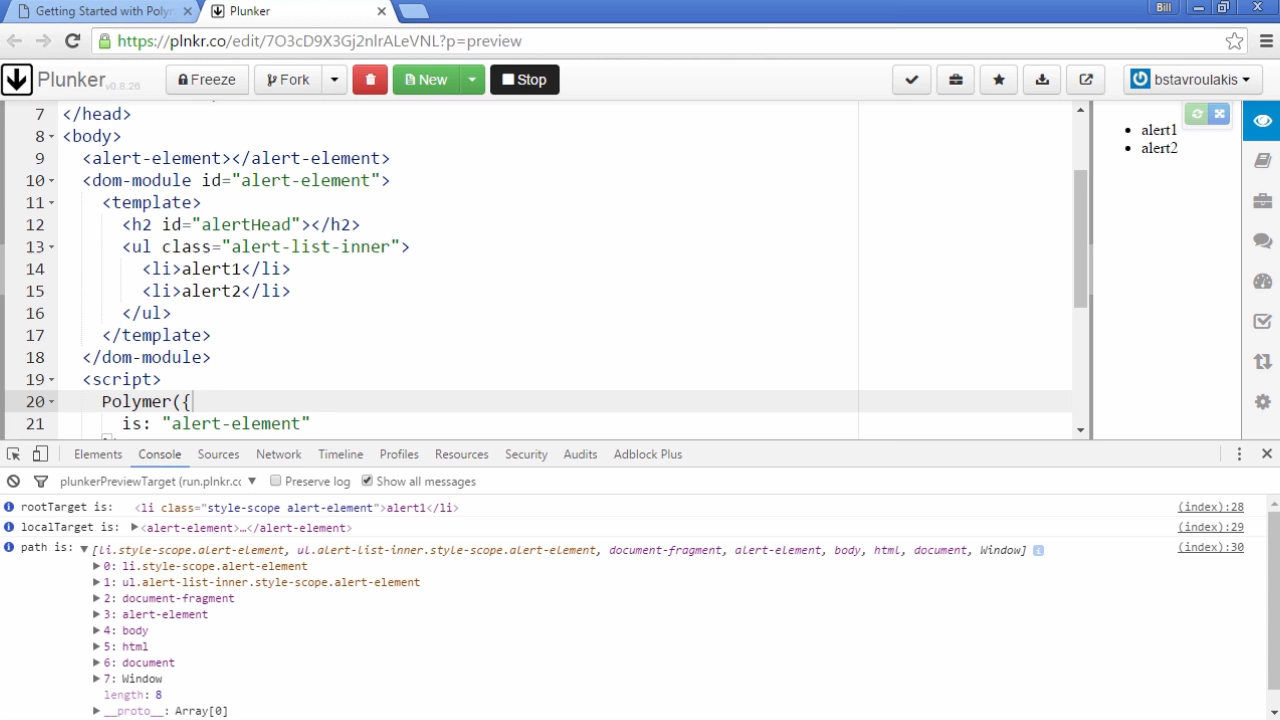 Getting Started with Polym
Plunker
Bill
https://plnkr.co/edit/7O3cD9X3Gj2nlrALeVNL?p=preview
Plunker v0.8.26
Freeze
Fork
New
Stop
bstavroulakis
7 </head>
8 <body>
9 <alert-element></alert-element>
10 <dom-module id="alert-element">
11 <template>
12 <h2 id="alertHead"></h2>
13 <ul class="alert-list-inner">
14 <li>alert1</li>
15 <li>alert2</li>
16 </ul>
17 </template>
18 </dom-module>
19 <script>
20 Polymer({
21 is: "alert-element"
alert1
alert2
Elements Console Sources Network Timeline Profiles Resources Security Audits Adblock Plus
plunkerPreviewTarget (run.plnkr.cc Preserve log Show all messages
rootTarget is: <li class="style-scope alert-element">alert1</li> (index):28
localTarget is: <alert-element>…</alert-element> (index):29
path is: [li.style-scope.alert-element, ul.alert-list-inner.style-scope.alert-element, document-fragment, alert-element, body, html, document, Window] (index):30
0: li.style-scope.alert-element
1: ul.alert-list-inner.style-scope.alert-element
2: document-fragment
3: alert-element
4: body
5: html
6: document
7: Window
length: 8
__proto__: Array[0]